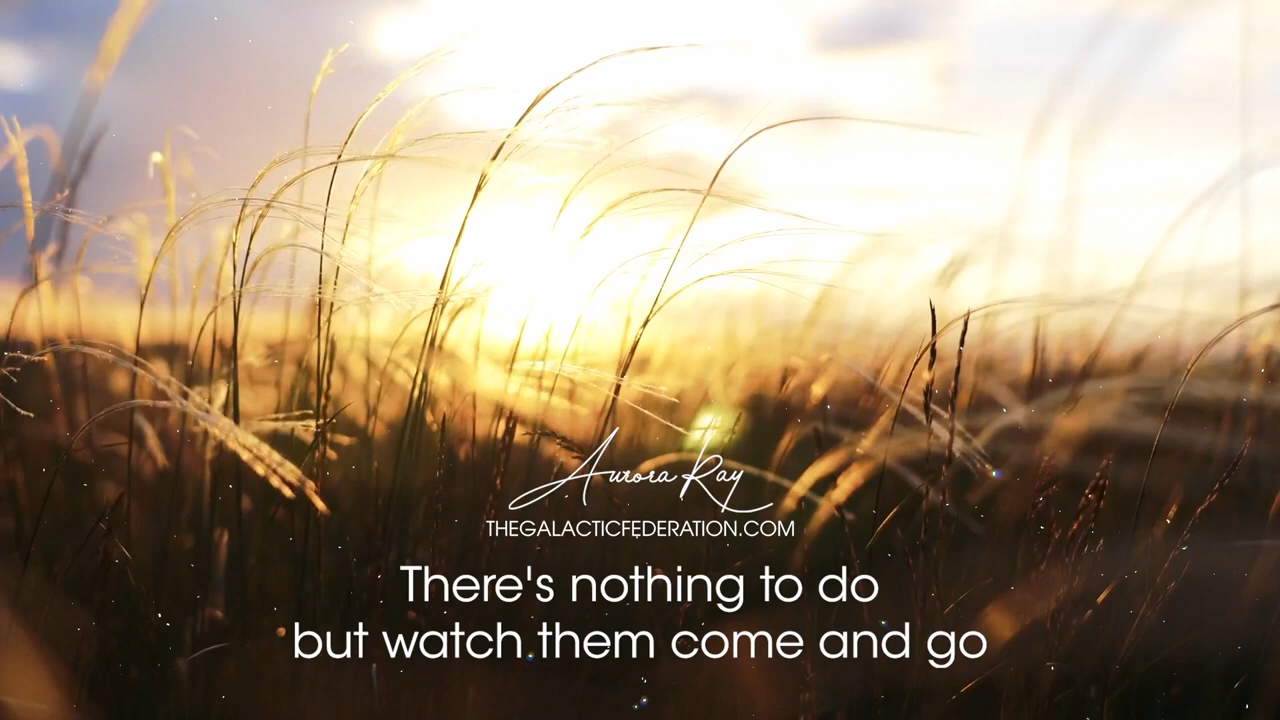 Aurora Ray
THEGALACTICFEDERATION.COM
There's nothing to do
but watch them come and go